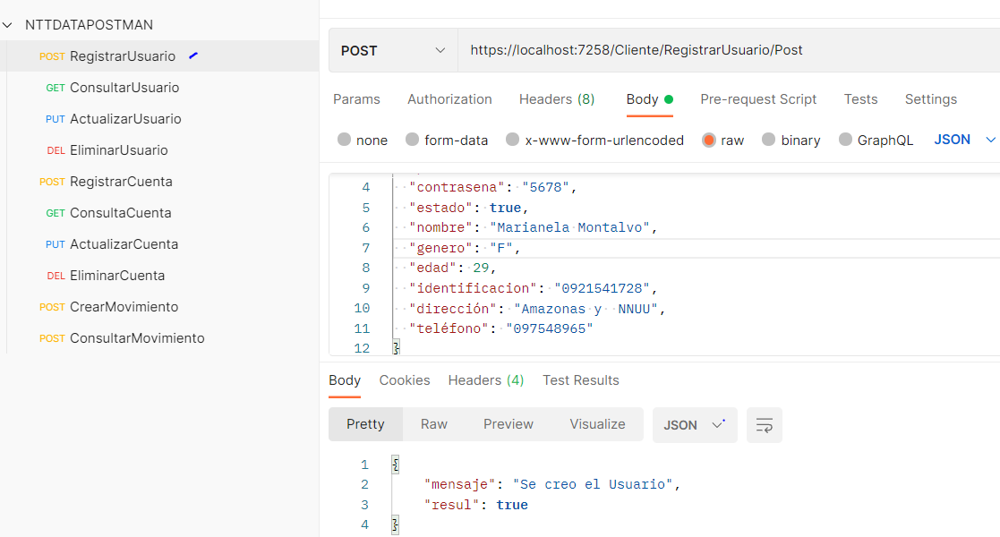 NTTDATAPOSTMAN
POST RegistrarUsuario
GET ConsultarUsuario
PUT ActualizarUsuario
DEL EliminarUsuario
POST RegistrarCuenta
GET ConsultaCuenta
PUT ActualizarCuenta
DEL EliminarCuenta
POST CrearMovimiento
POST ConsultarMovimiento
POST https://localhost:7258/Cliente/RegistrarUsuario/Post
Params Authorization Headers (8) Body Pre-request Script Tests Settings
none form-data x-www-form-urlencoded raw binary GraphQL JSON
4 "contrasena": "5678",
5 "estado": true,
6 "nombre": "Marianela Montalvo",
7 "genero": "F",
8 "edad": 29,
9 "identificacion": "0921541728",
10 "dirección": "Amazonas y  NNUU",
11 "teléfono": "097548965"
12 }
Body Cookies Headers (4) Test Results
Pretty Raw Preview Visualize JSON
1 {
2 "mensaje": "Se creo el Usuario",
3 "resul": true
4 }